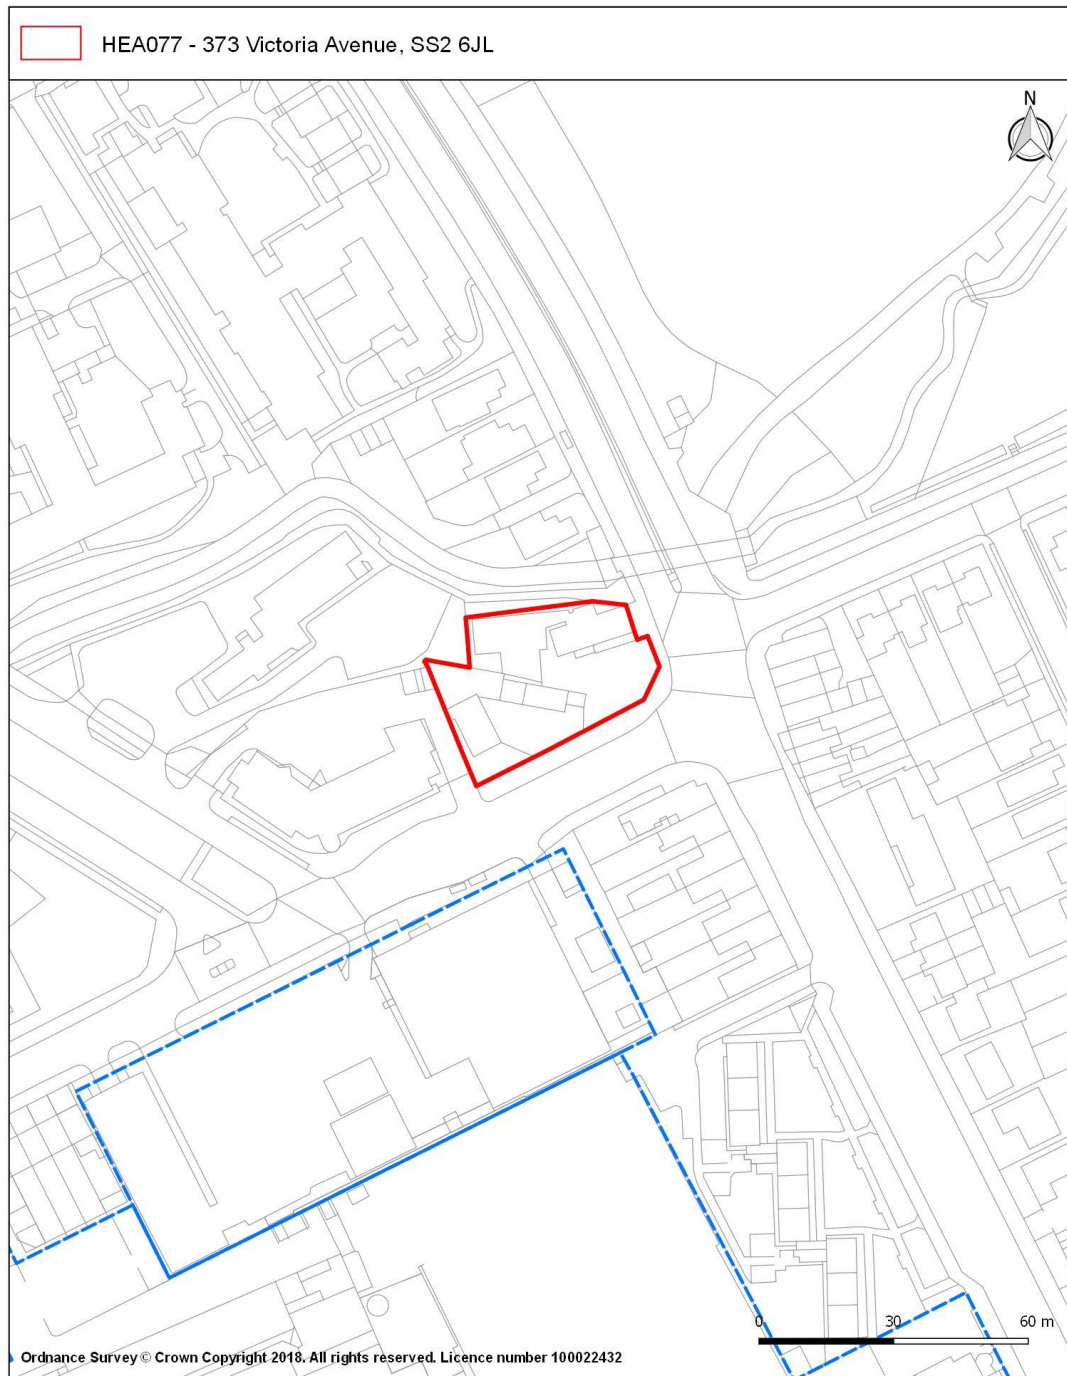 HEA077 - 373 Victoria Avenue, SS2 6JL
N
0 30 60 m
Ordnance Survey © Crown Copyright 2018. All rights reserved. Licence number 100022432